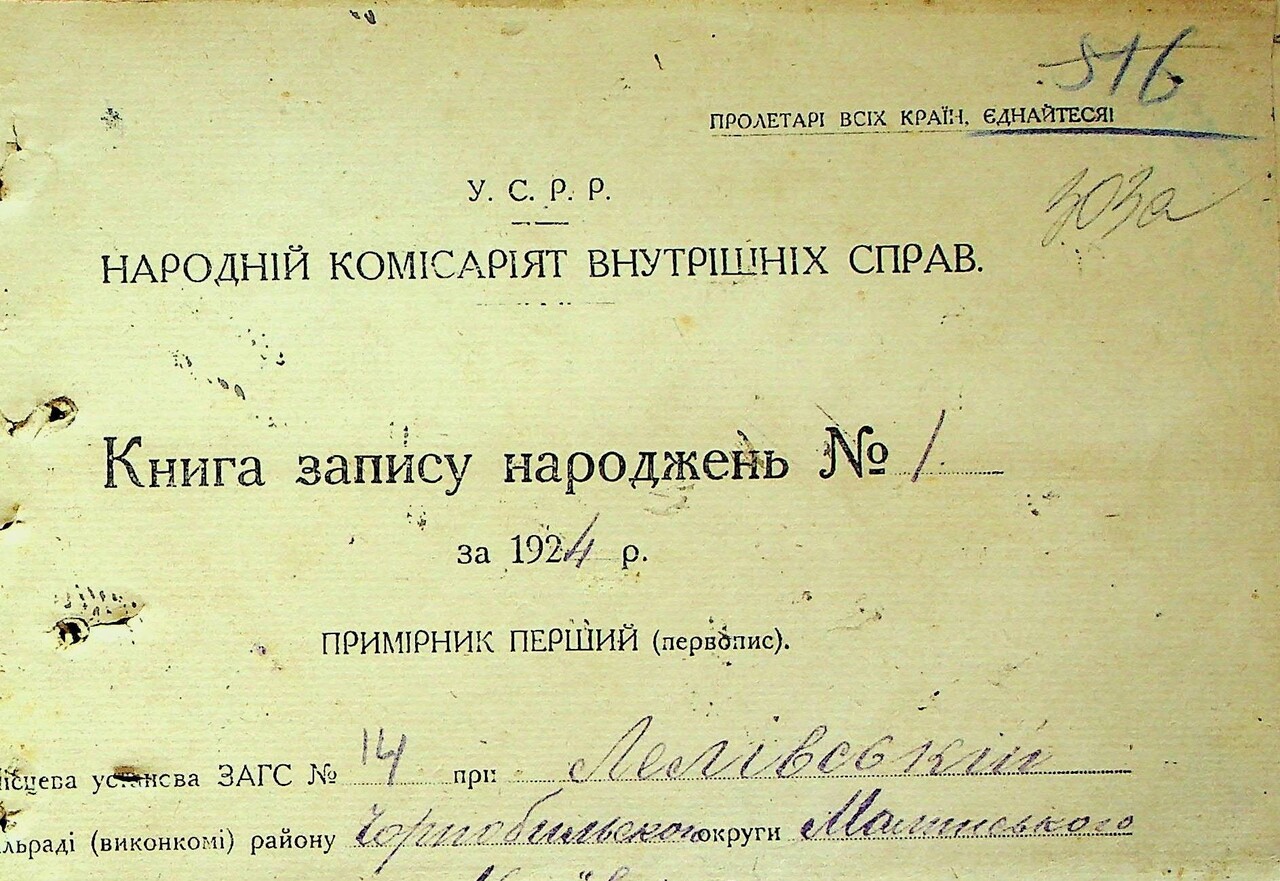 516
ПРОЛЕТАРІ ВСІХ КРАЇН, ЄДНАЙТЕСЯ!
303а
У. С. Р. Р.
НАРОДНІЙ КОМІСАРІЯТ ВНУТРІШНІХ СПРАВ.
Книга запису народжень № 1
за 1924 р.
ПРИМІРНИК ПЕРШИЙ (первопис).
ісцева установа ЗАГС № 14 при Лелівській
льраді (виконкомі) району Чорнобильского округи Малинського